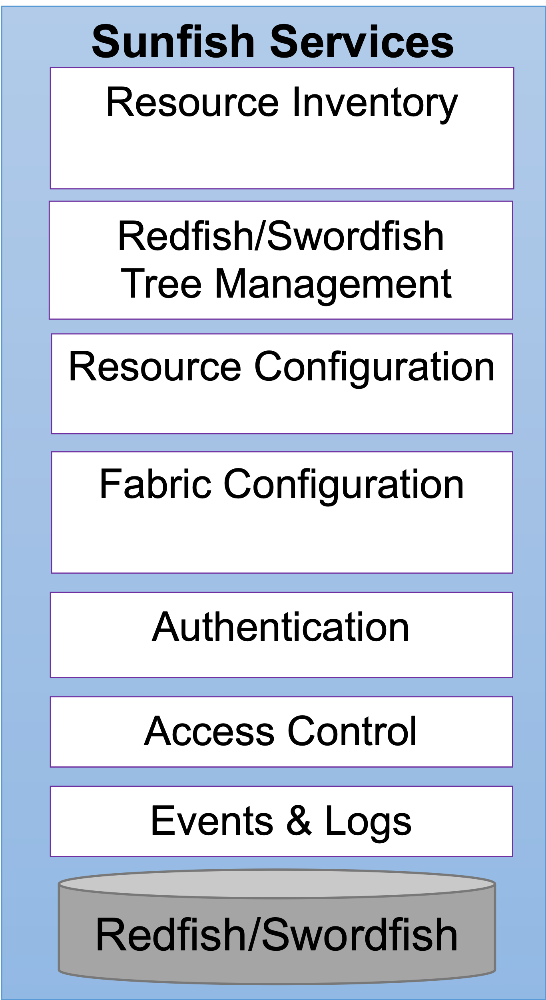 Sunfish Services
Resource Inventory
Redfish/Swordfish
Tree Management
Resource Configuration
Fabric Configuration
Authentication
Access Control
Events & Logs
Redfish/Swordfish